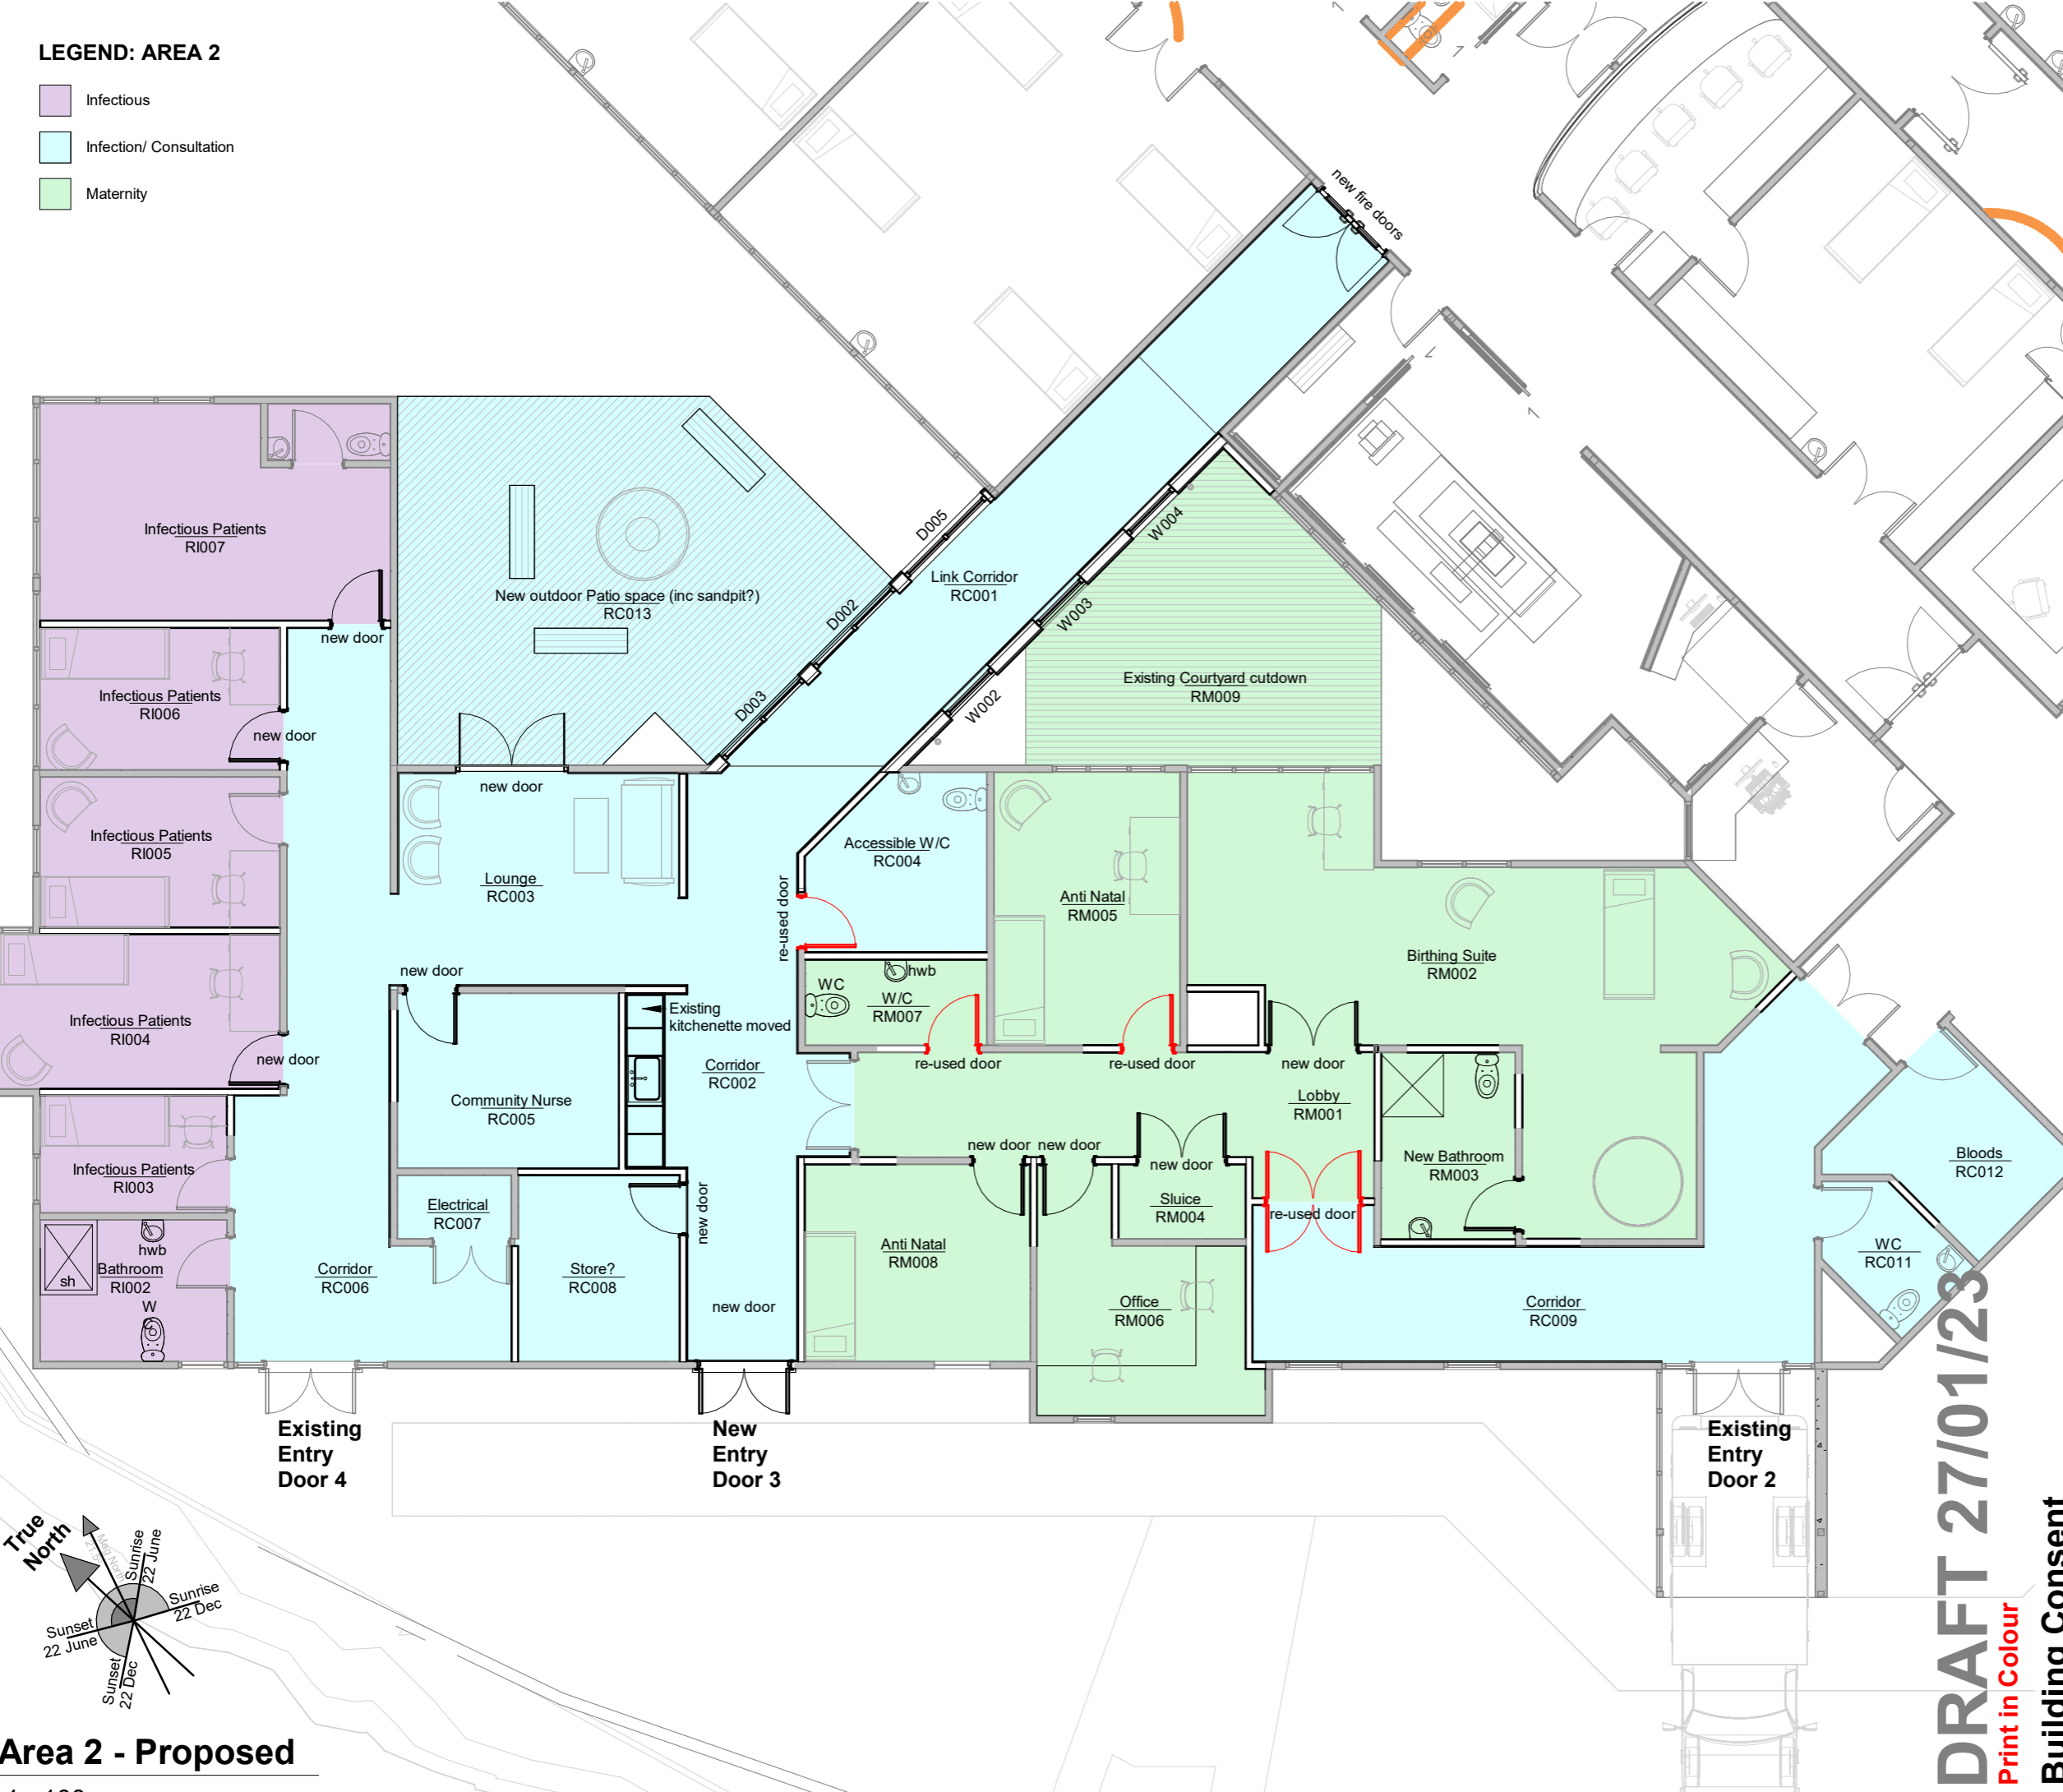 LEGEND: AREA 2
Infectious
Infection/ Consultation
Maternity
new fire doors
Infectious Patients
RI007
new door
D005
W004
Link Corridor
RC001
New outdoor Patio space (inc sandpit?)
RC013
D002
W003
D003
W002
Existing Courtyard cutdown
RM009
Infectious Patients
RI006
new door
new door
Infectious Patients
RI005
Lounge
RC003
Accessible W/C
RC004
re-used door
Anti Natal
RM005
Birthing Suite
RM002
new door
WC
hwb
W/C
RM007
Infectious Patients
RI004
new door
Existing
kitchenette moved
Corridor
RC002
re-used door
re-used door
new door
Community Nurse
RC005
Lobby
RM001
new door
new door
new door
New Bathroom
RM003
Bloods
RC012
Infectious Patients
RI003
Electrical
RC007
new door
Sluice
RM004
re-used door
hwb
sh
Bathroom
RI002
W
Corridor
RC006
Store?
RC008
new door
Anti Natal
RM008
Office
RM006
Corridor
RC009
WC
RC011
Existing
Entry
Door 4
New
Entry
Door 3
Existing
Entry
Door 2
4
4
True
North
Mag North
Sunrise
22 June
Sunrise
22 Dec
Sunset
22 June
Sunset
22 Dec
DRAFT 27/01/23
Print in Colour
Building Consent
Area 2 - Proposed